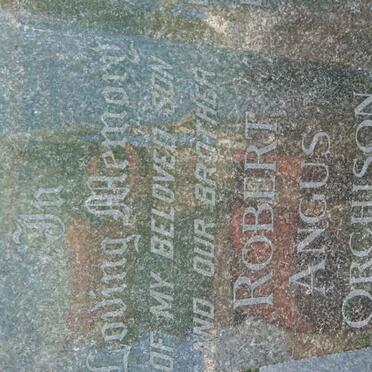 In
Loving Memory
OF MY BELOVED SON
AND OUR BROTHER
ROBERT
ANGUS
ORCHISON